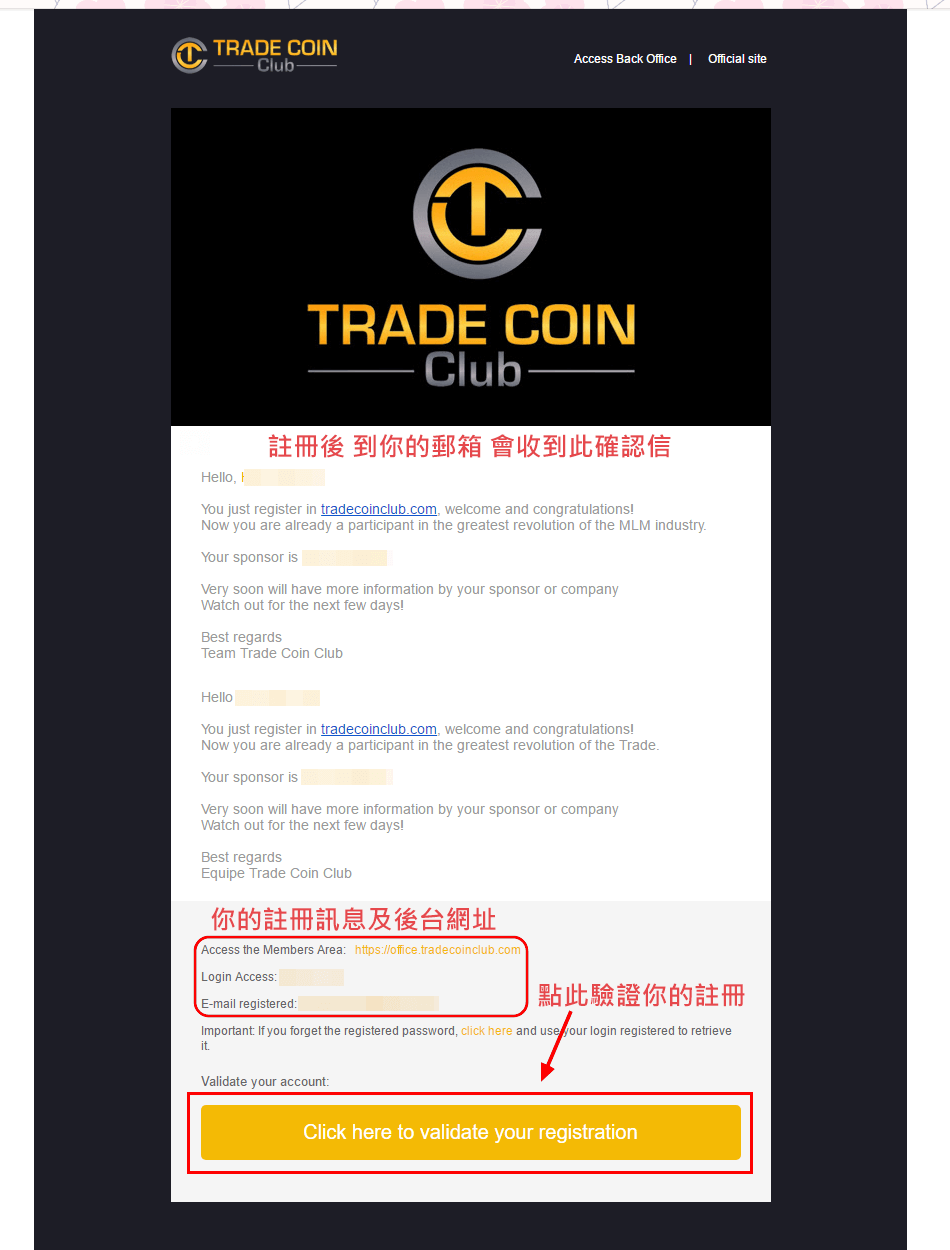 TRADE COIN
Club
Access Back Office | Official site
TRADE COIN
Club
註冊後 到你的郵箱 會收到此確認信
Hello,
You just register in tradecoinclub.com, welcome and congratulations!
Now you are already a participant in the greatest revolution of the MLM industry.
Your sponsor is
Very soon will have more information by your sponsor or company
Watch out for the next few days!
Best regards
Team Trade Coin Club
Hello
You just register in tradecoinclub.com, welcome and congratulations!
Now you are already a participant in the greatest revolution of the Trade.
Your sponsor is
Very soon will have more information by your sponsor or company
Watch out for the next few days!
Best regards
Equipe Trade Coin Club
你的註冊訊息及後台網址
Access the Members Area: https://office.tradecoinclub.com
Login Access:
E-mail registered:
點此驗證你的註冊
Important: If you forget the registered password, click here and use your login registered to retrieve
it.
Validate your account:
Click here to validate your registration